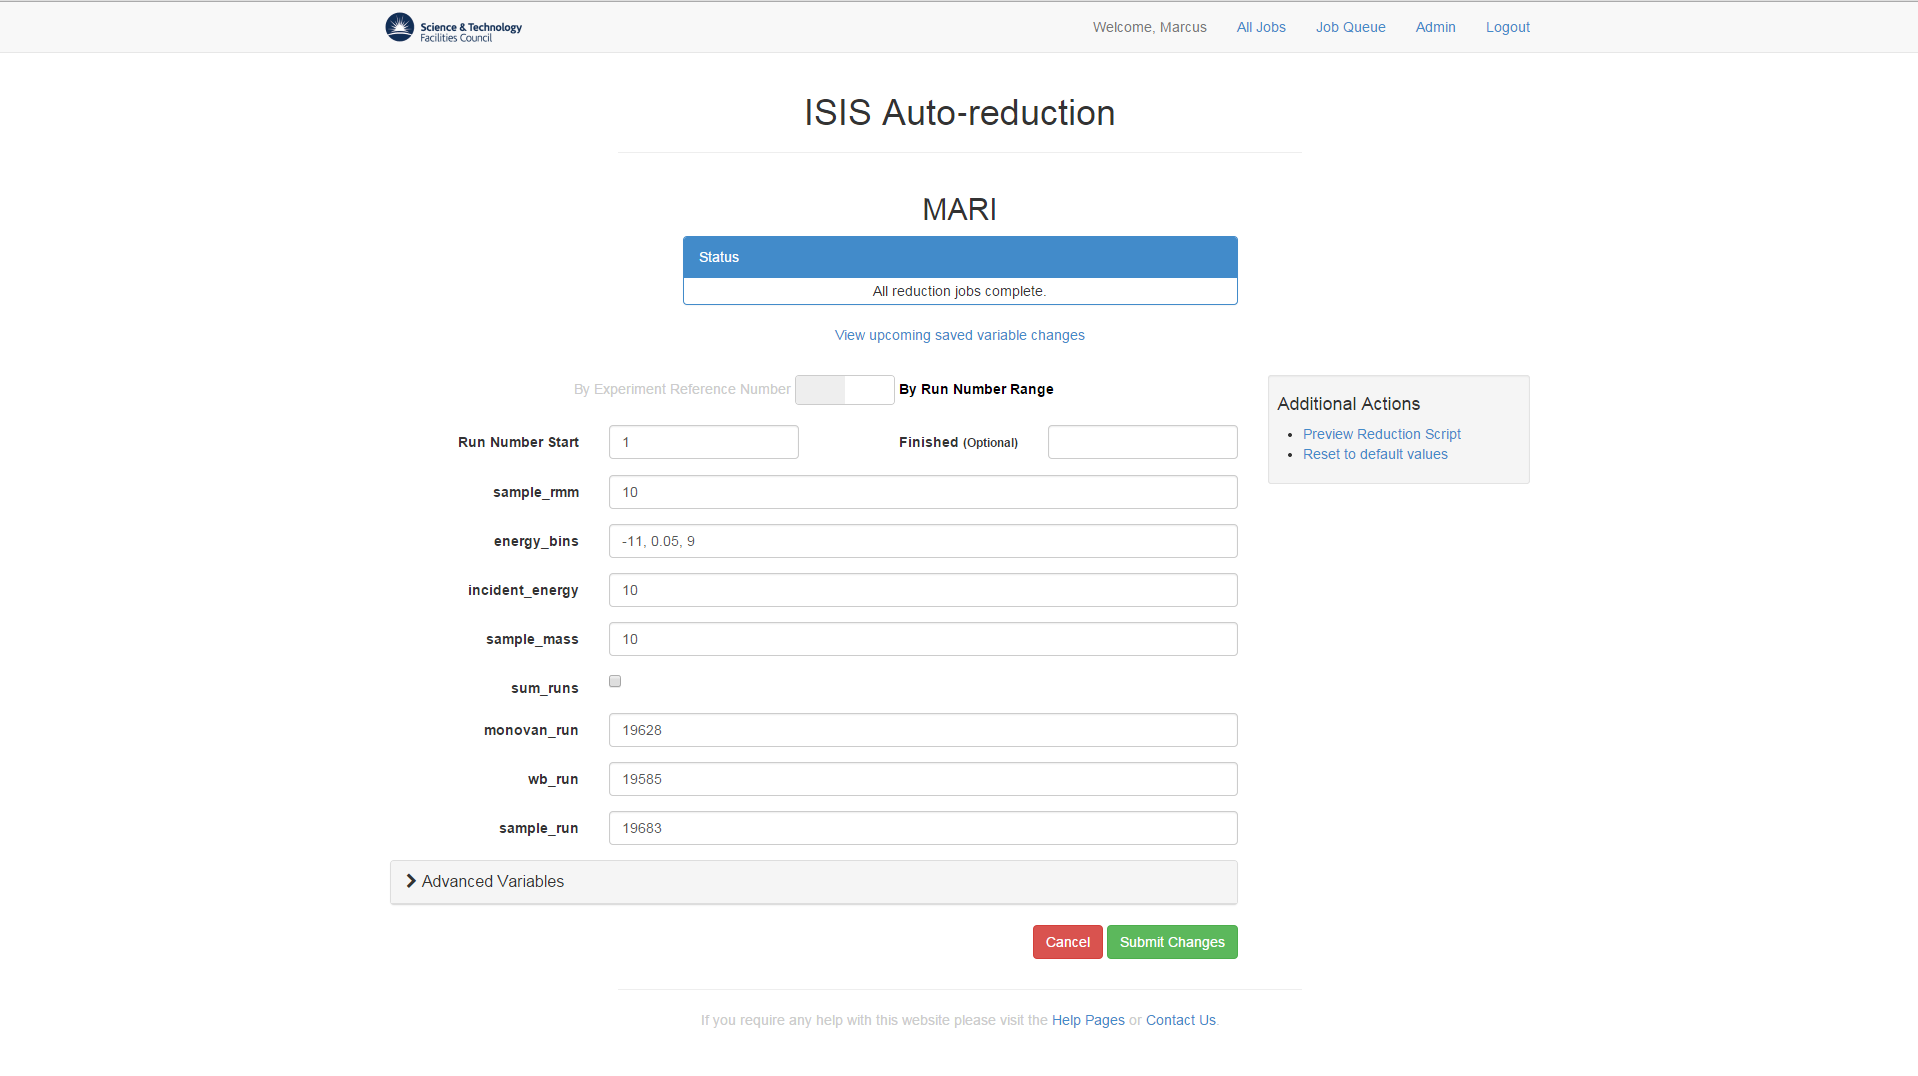 Science & Technology
Facilities Council
Welcome, Marcus All Jobs Job Queue Admin Logout
ISIS Auto-reduction
MARI
Status
All reduction jobs complete.
View upcoming saved variable changes
By Experiment Reference Number By Run Number Range
Run Number Start 1 Finished (Optional)
sample_rmm 10
energy_bins -11, 0.05, 9
incident_energy 10
sample_mass 10
sum_runs
monovan_run 19628
wb_run 19585
sample_run 19683
Advanced Variables
Cancel Submit Changes
Additional Actions
Preview Reduction Script
Reset to default values
If you require any help with this website please visit the Help Pages or Contact Us.